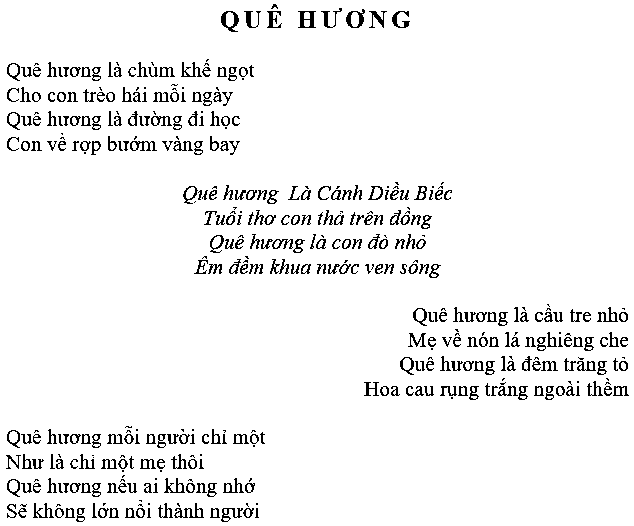 QUÊ HƯƠNG
Quê hương là chùm khế ngọt
Cho con trèo hái mỗi ngày
Quê hương là đường đi học
Con về rợp bướm vàng bay
Quê hương Là Cánh Diều Biếc
Tuổi thơ con thả trên đồng
Quê hương là con đò nhỏ
Êm đềm khua nước ven sông
Quê hương là cầu tre nhỏ
Mẹ về nón lá nghiêng che
Quê hương là đêm trăng tỏ
Hoa cau rụng trắng ngoài thềm
Quê hương mỗi người chỉ một
Như là chỉ một mẹ thôi
Quê hương nếu ai không nhớ
Sẽ không lớn nổi thành người